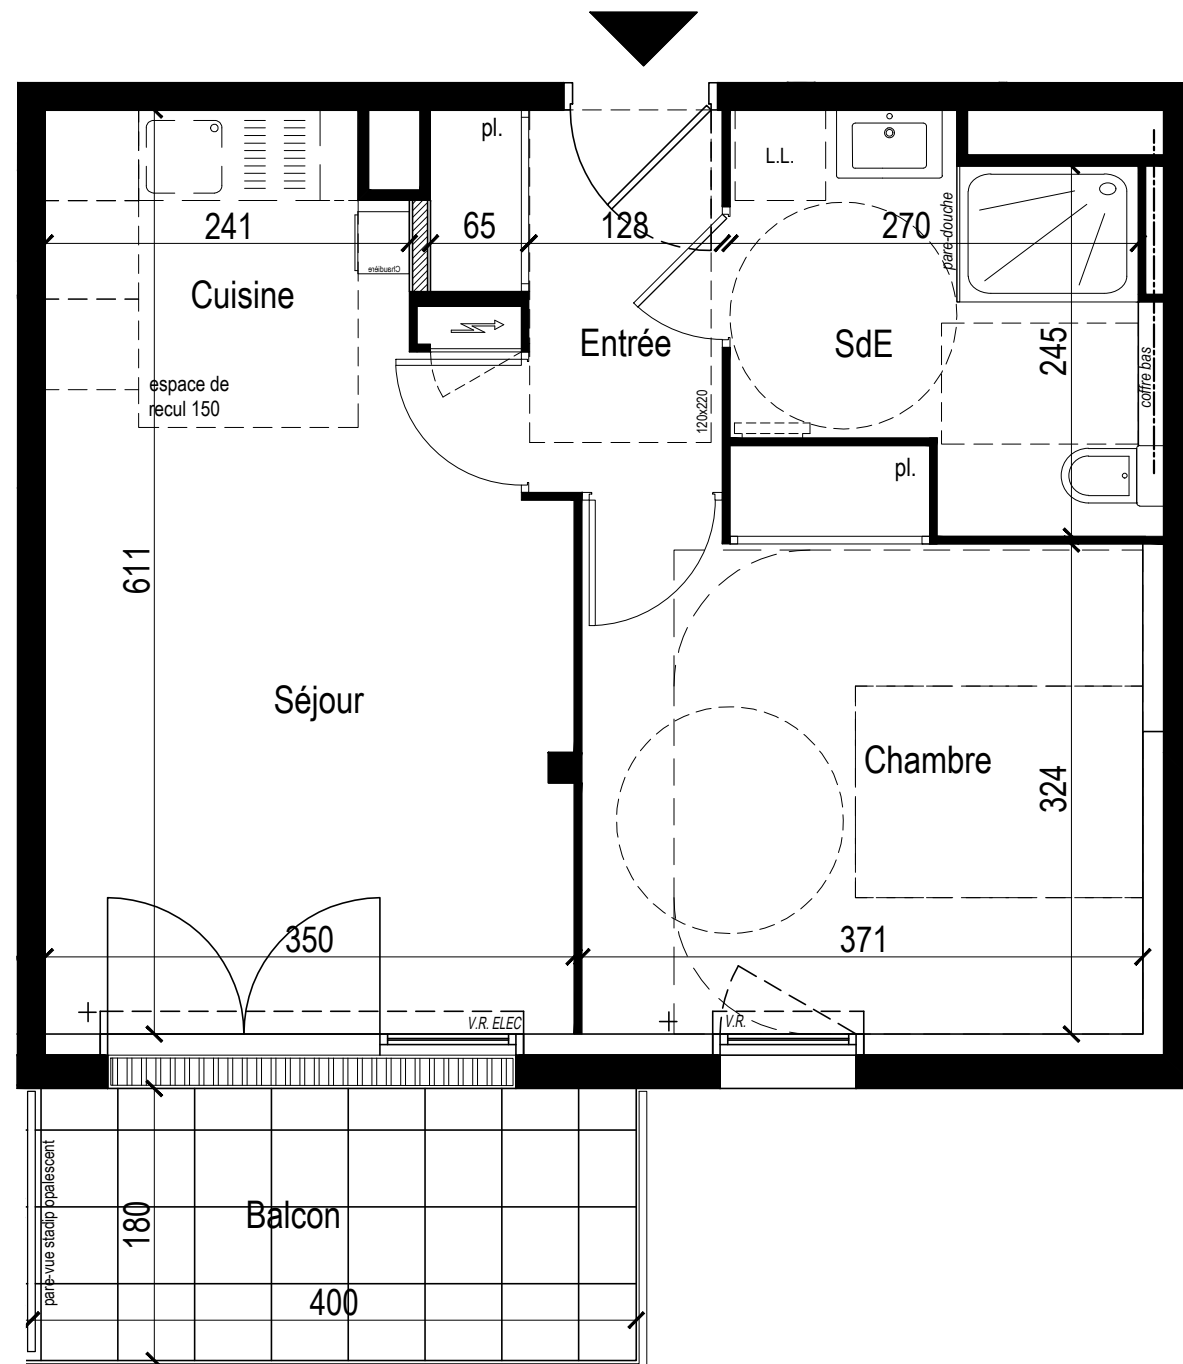 pl.
L.L.
241
65
128
270
pare-douche
Chaudière
Cuisine
Entrée
SdE
245
coffre bas
espace de
recul 150
120x220
pl.
611
Séjour
Chambre
324
350
371
V.R. ELEC
V.R.
pare-vue stadip opalescent
180
Balcon
400